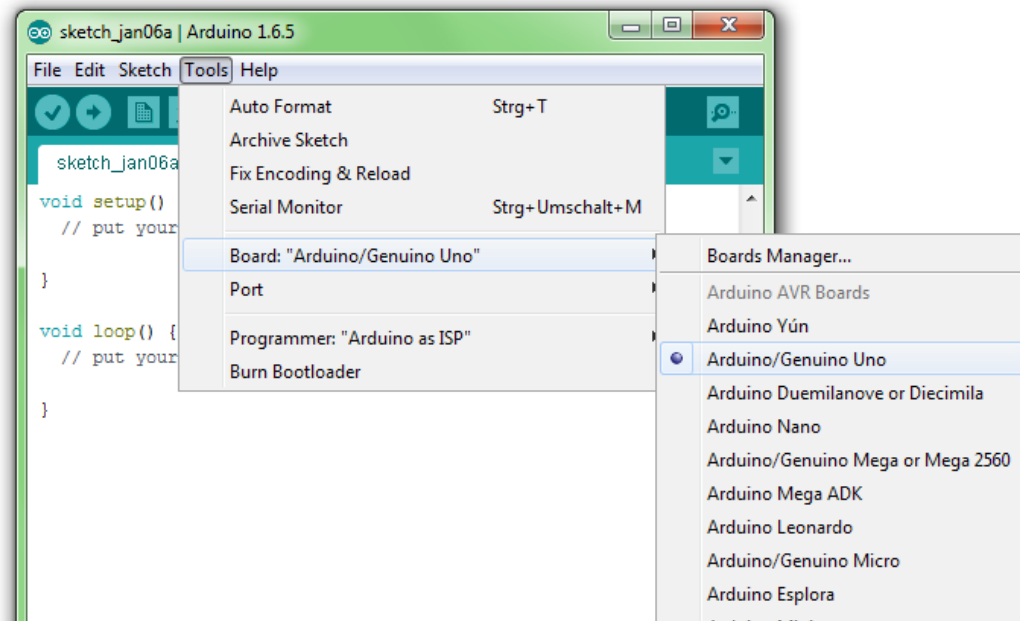 sketch_jan06a | Arduino 1.6.5
File Edit Sketch Tools Help
Auto Format Strg+T
Archive Sketch
Fix Encoding & Reload
Serial Monitor Strg+Umschalt+M
Board: "Arduino/Genuino Uno"
Port
Programmer: "Arduino as ISP"
Burn Bootloader
sketch_jan06a
void setup()
// put your
}
void loop() {
// put your
}
Boards Manager...
Arduino AVR Boards
Arduino Yún
Arduino/Genuino Uno
Arduino Duemilanove or Diecimila
Arduino Nano
Arduino/Genuino Mega or Mega 2560
Arduino Mega ADK
Arduino Leonardo
Arduino/Genuino Micro
Arduino Esplora